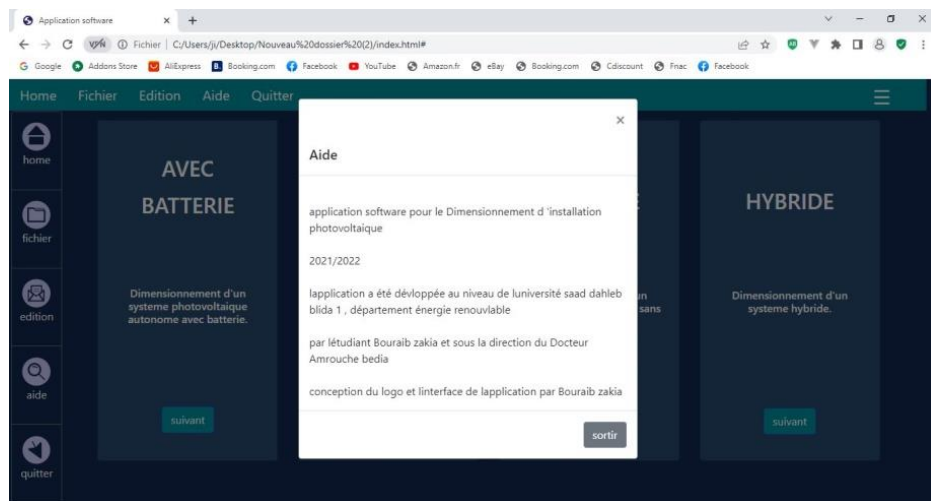 Application software
Fichier | C:/Users/ji/Desktop/Nouveau%20dossier%20(2)/index.html#
Google Addons Store AliExpress Booking.com Facebook YouTube Amazon.fr eBay Booking.com Cdiscount Fnac Facebook
Home Fichier Edition Aide Quitter
home
fichier
edition
aide
quitter
AVEC
BATTERIE
Dimensionnement d'un
systeme photovoltaique
autonome avec batterie.
suivant
Aide
application software pour le Dimensionnement d 'installation
photovoltaique
2021/2022
lapplication a été dévloppée au niveau de luniversité saad dahleb
blida 1 , département énergie renouvlable
par létudiant Bouraib zakia et sous la direction du Docteur
Amrouche bedia
conception du logo et linterface de lapplication par Bouraib zakia
sortir
sans
HYBRIDE
Dimensionnement d'un
systeme hybride.
suivant